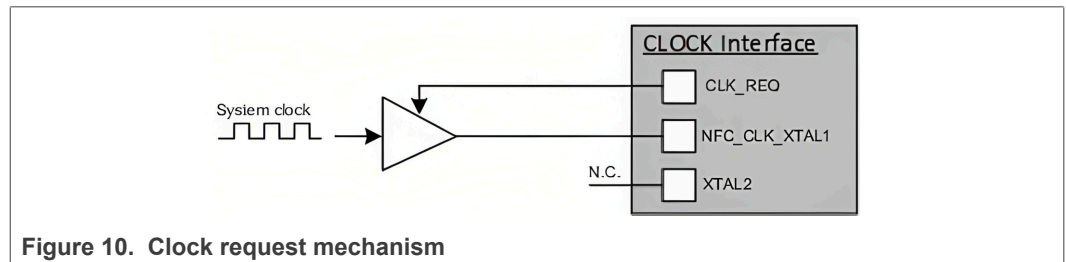 CLOCK Interface
CLK_REQ
Sysiem clock
NFC_CLK_XTAL1
N.C.
XTAL2
Figure 10. Clock request mechanism